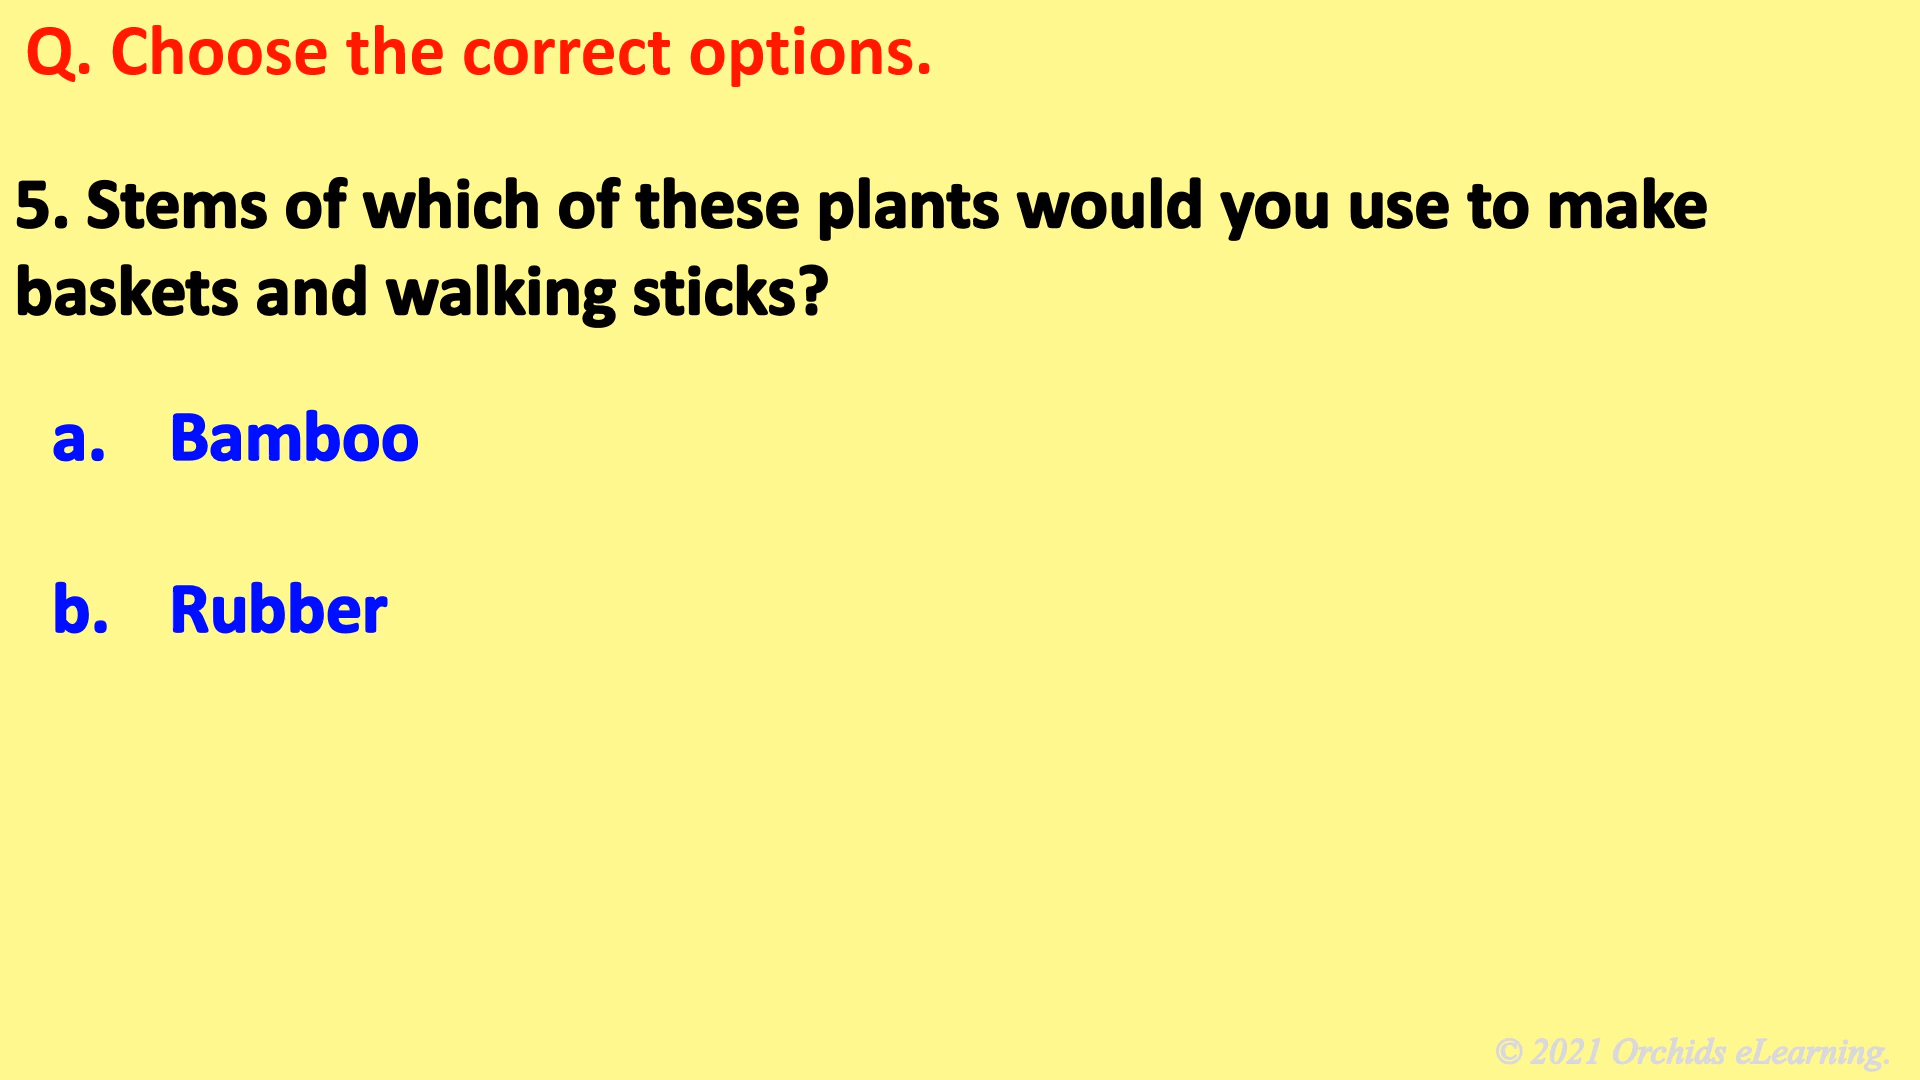 Q. Choose the correct options.
5. Stems of which of these plants would you use to make
baskets and walking sticks?
a. Bamboo
b. Rubber
© 2021 Orchids eLearning.